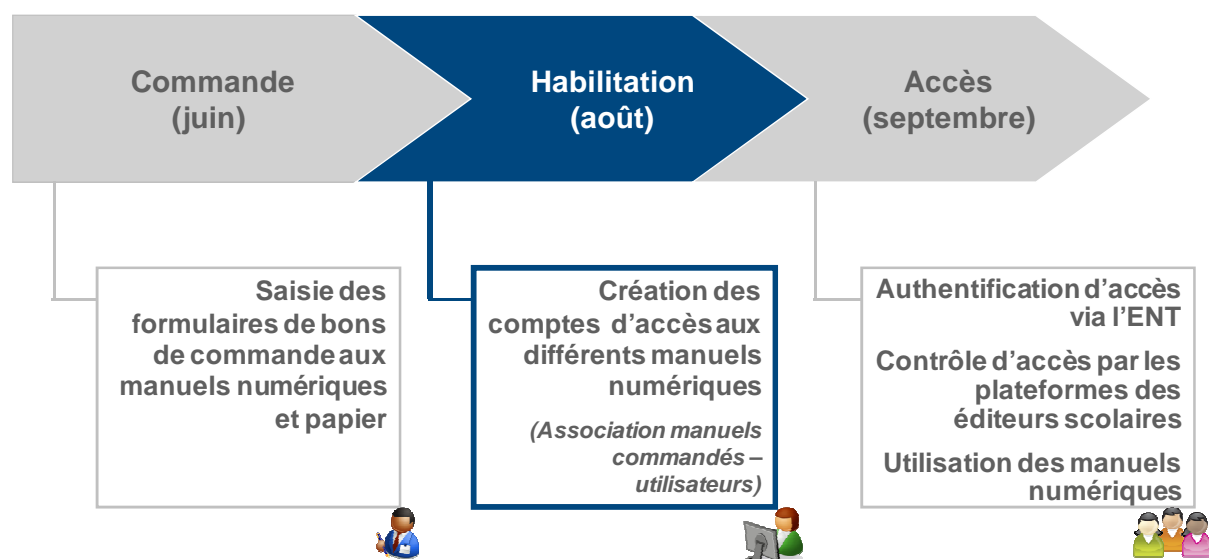 Commande
(juin)
Habilitation
(août)
Accès
(septembre)
Saisie des
formulaires de bons
de commande aux
manuels numériques
et papier
Création des
comptes d’accès aux
différents manuels
numériques
(Association manuels
commandés –
utilisateurs)
Authentification d’accès
via l’ENT
Contrôle d’accès par les
plateformes des
éditeurs scolaires
Utilisation des manuels
numériques